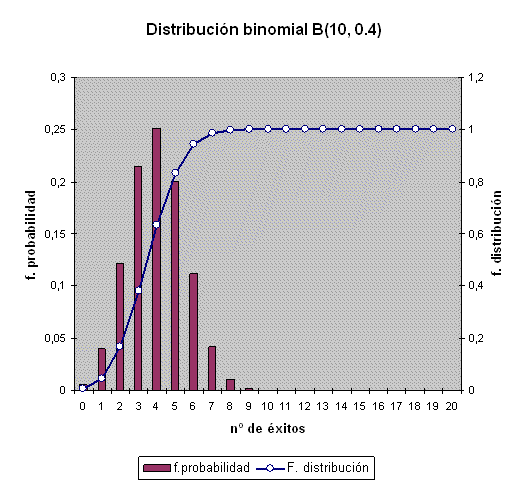 Distribución binomial B(10, 0.4)
0,3
0,25
0,2
0,15
0,1
0,05
0
f. probabilidad
1,2
1
0,8
0,6
0,4
0,2
0
f. distribución
0 1 2 3 4 5 6 7 8 9 10 11 12 13 14 15 16 17 18 19 20
nº de éxitos
f.probabilidad F. distribución